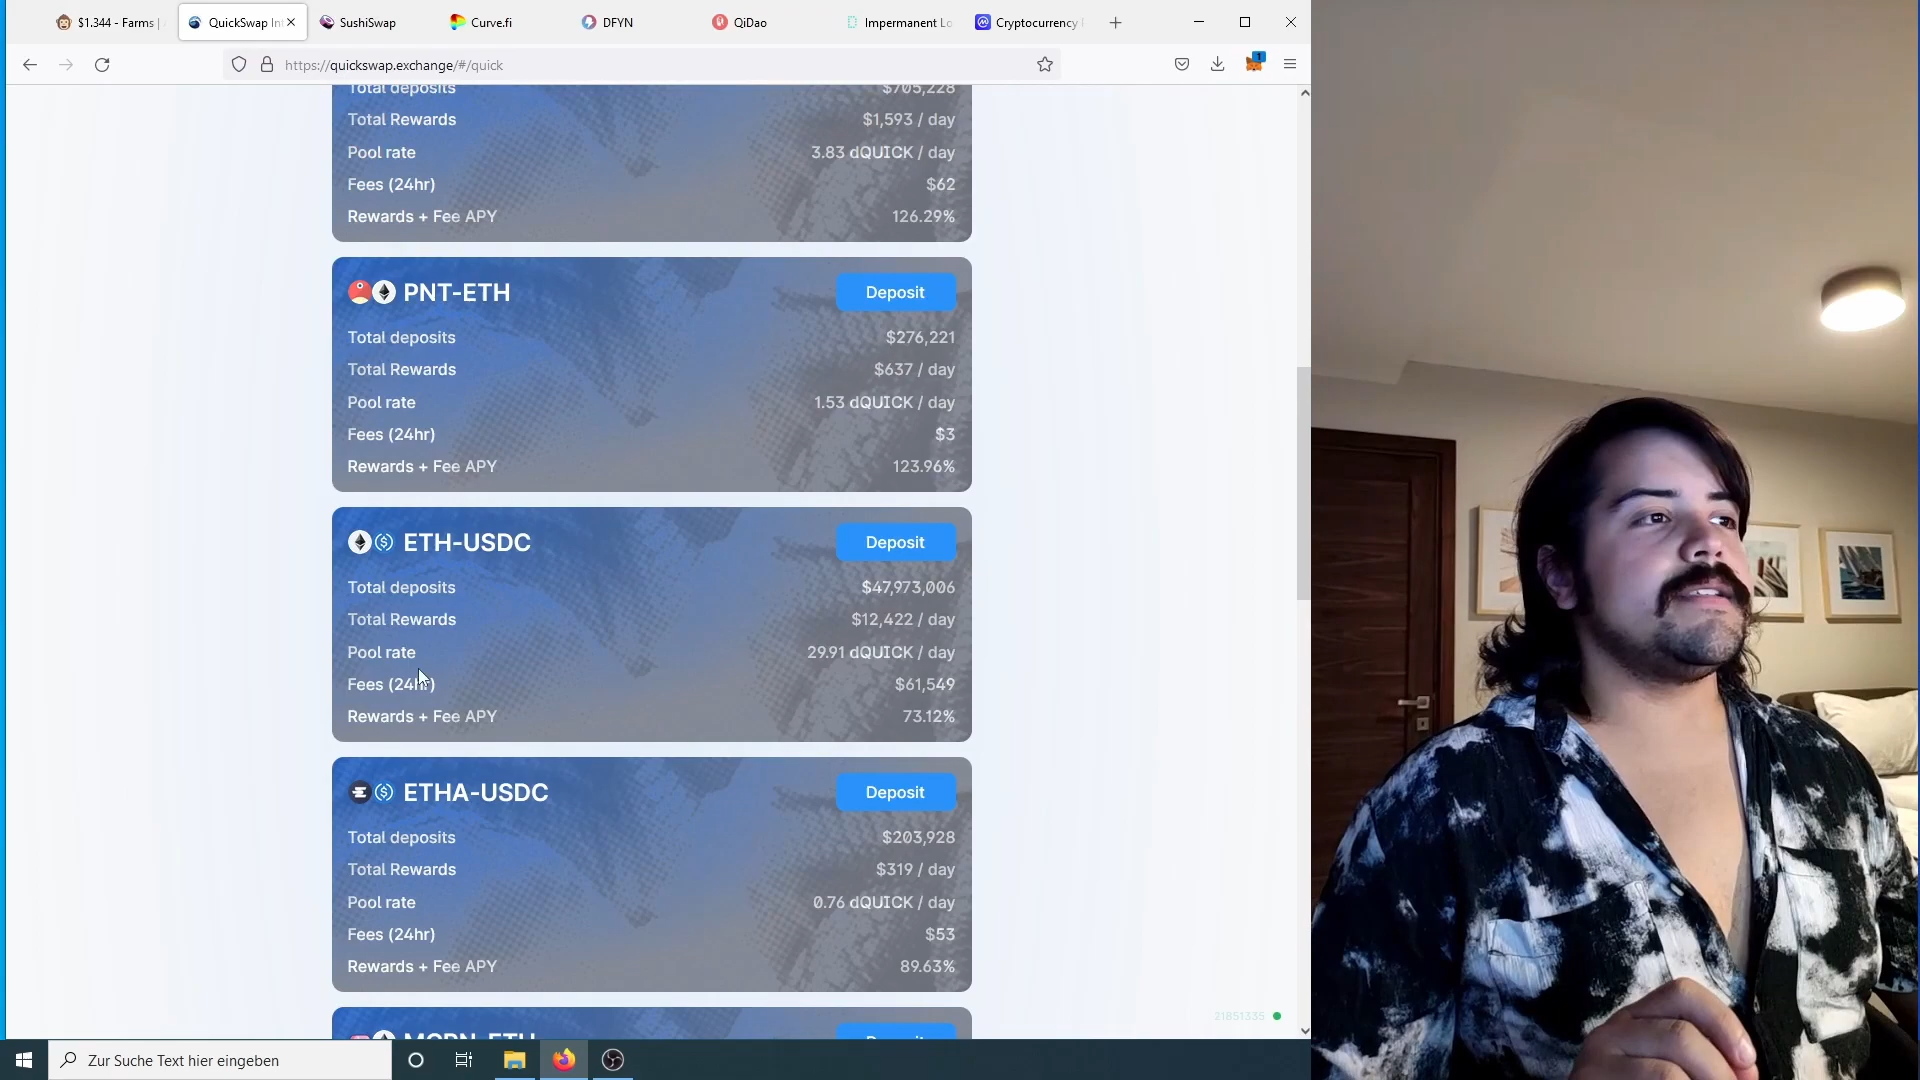 $1.344 - Farms |
QuickSwap In
SushiSwap
Curve.fi
DFYN
QiDao
Impermanent Lo
Cryptocurrency
https://quickswap.exchange/#/quick
1
Total deposits $705,228
Total Rewards $1,593 / day
Pool rate 3.83 dQUICK / day
Fees (24hr) $62
Rewards + Fee APY 126.29%
PNT-ETH Deposit
Total deposits $276,221
Total Rewards $637 / day
Pool rate 1.53 dQUICK / day
Fees (24hr) $3
Rewards + Fee APY 123.96%
ETH-USDC Deposit
Total deposits $47,973,006
Total Rewards $12,422 / day
Pool rate 29.91 dQUICK / day
Fees (24hr) $61,549
Rewards + Fee APY 73.12%
ETHA-USDC Deposit
Total deposits $203,928
Total Rewards $319 / day
Pool rate 0.76 dQUICK / day
Fees (24hr) $53
Rewards + Fee APY 89.63%
21851335
Zur Suche Text hier eingeben